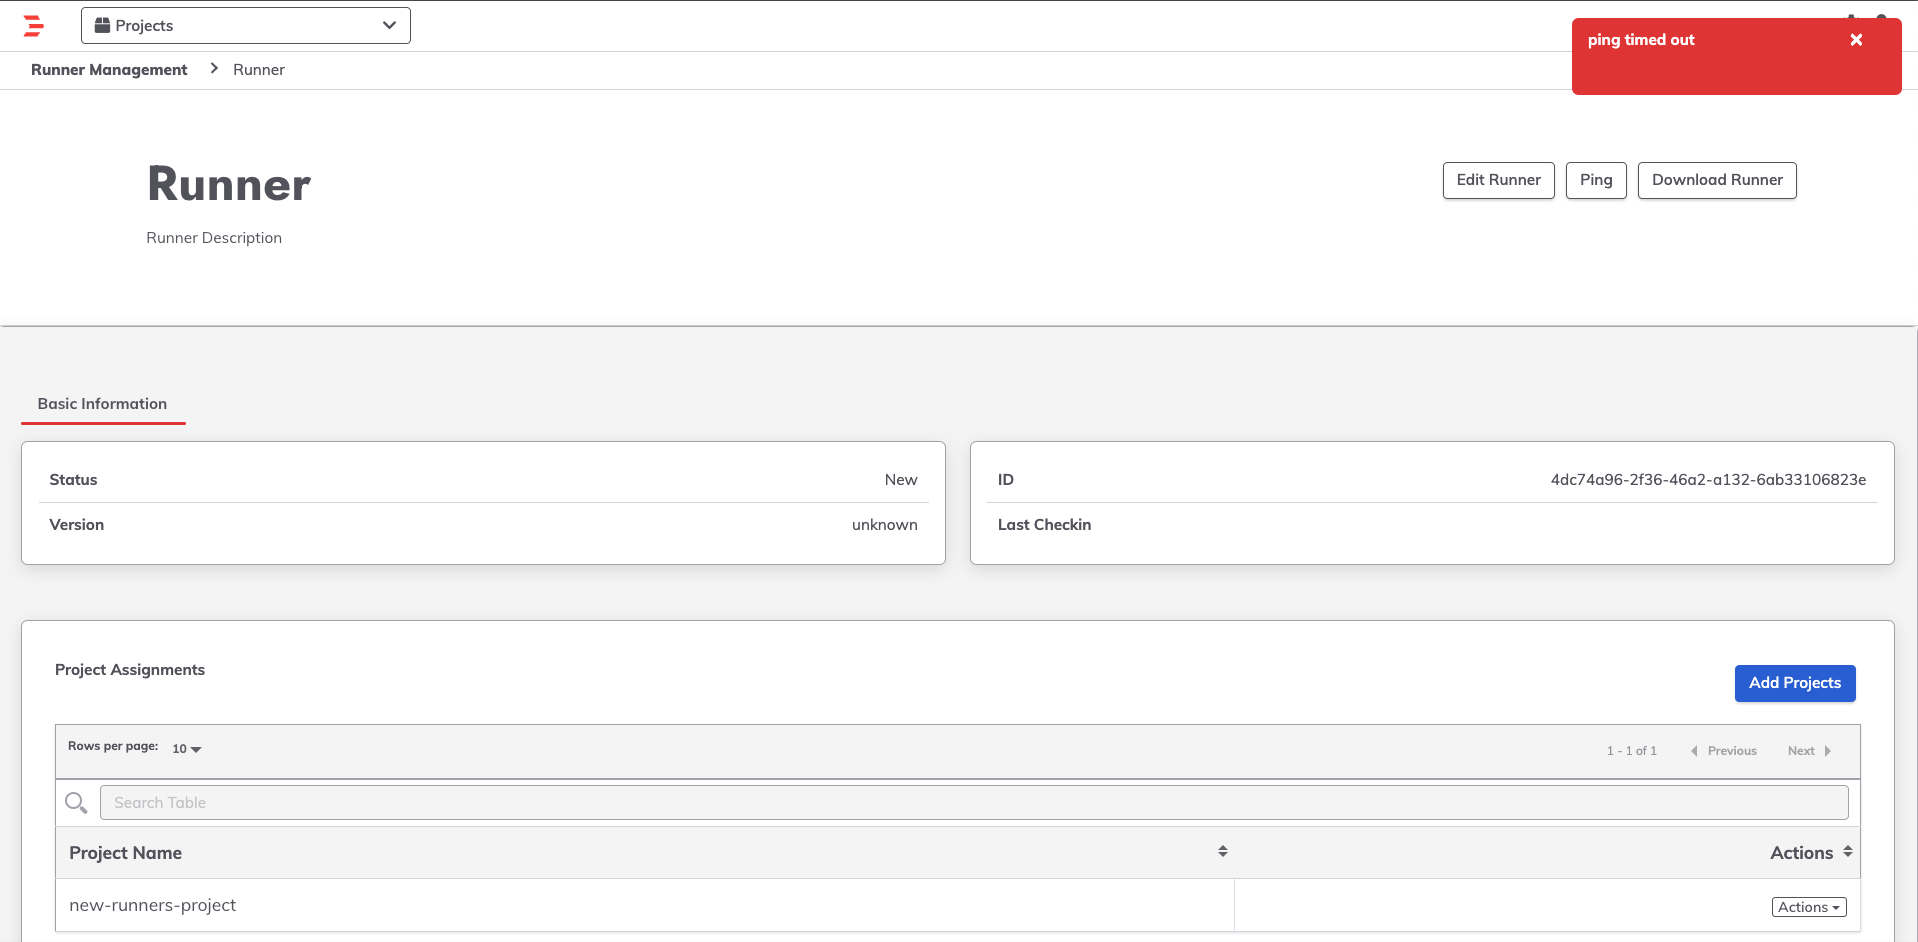 Projects
ping timed out
Runner Management
Runner
Runner
Edit Runner
Ping
Download Runner
Runner Description
Basic Information
Status
New
ID
4dc74a96-2f36-46a2-a132-6ab33106823e
Version
unknown
Last Checkin
Project Assignments
Add Projects
Rows per page: 10
1 - 1 of 1
Previous
Next
Search Table
Project Name
Actions
new-runners-project
Actions